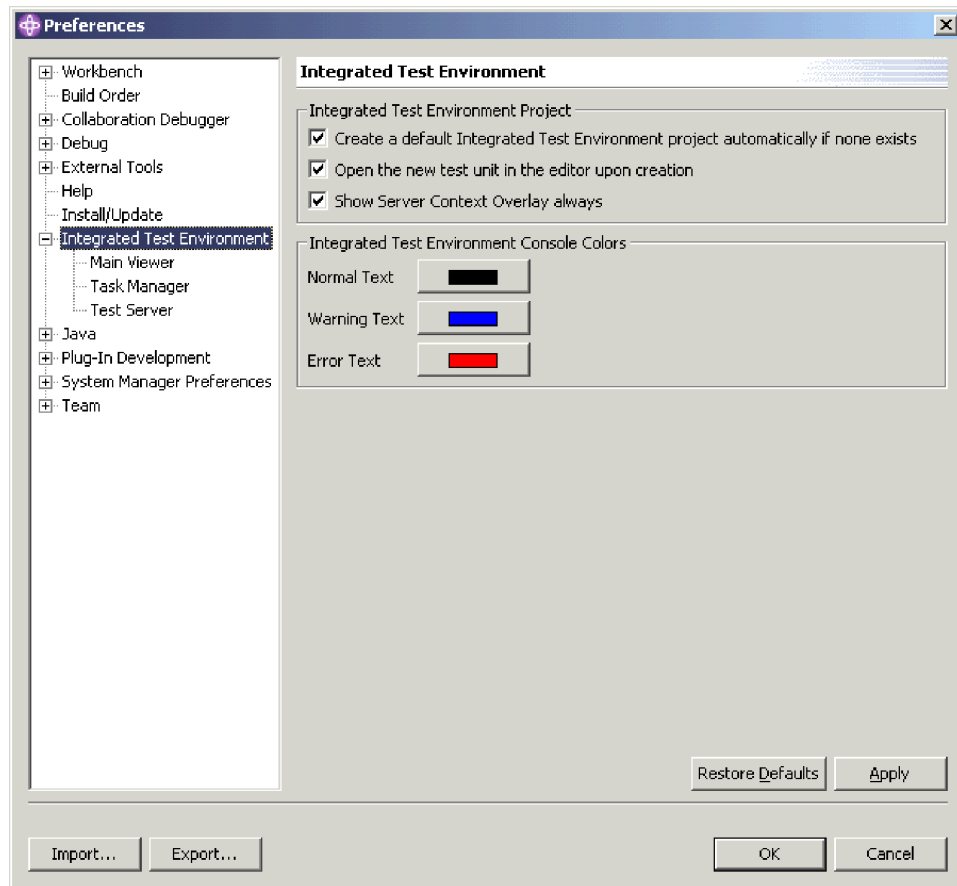 Preferences
Workbench
Build Order
Collaboration Debugger
Debug
External Tools
Help
Install/Update
Integrated Test Environment
Main Viewer
Task Manager
Test Server
Java
Plug-In Development
System Manager Preferences
Team
Integrated Test Environment
Integrated Test Environment Project
Create a default Integrated Test Environment project automatically if none exists
Open the new test unit in the editor upon creation
Show Server Context Overlay always
Integrated Test Environment Console Colors
Normal Text
Warning Text
Error Text
Restore Defaults
Apply
Import...
Export...
OK
Cancel